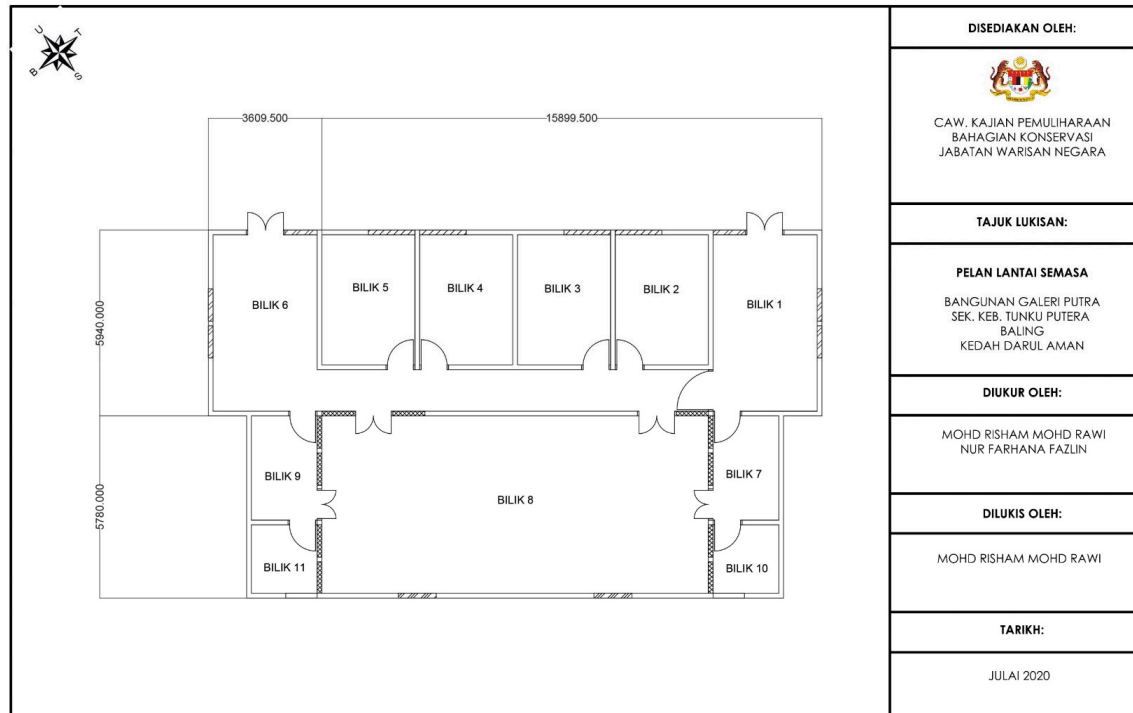 U
T
B
S
3609.500
15899.500
5940.000
5780.000
BILIK 6
BILIK 5
BILIK 4
BILIK 3
BILIK 2
BILIK 1
BILIK 9
BILIK 8
BILIK 7
BILIK 11
BILIK 10
DISEDIAKAN OLEH:
CAW. KAJIAN PEMULIHARAAN
BAHAGIAN KONSERVASI
JABATAN WARISAN NEGARA
TAJUK LUKISAN:
PELAN LANTAI SEMASA
BANGUNAN GALERI PUTRA
SEK. KEB. TUNKU PUTERA
BALING
KEDAH DARUL AMAN
DIUKUR OLEH:
MOHD RISHAM MOHD RAWI
NUR FARHANA FAZLIN
DILUKIS OLEH:
MOHD RISHAM MOHD RAWI
TARIKH:
JULAI 2020